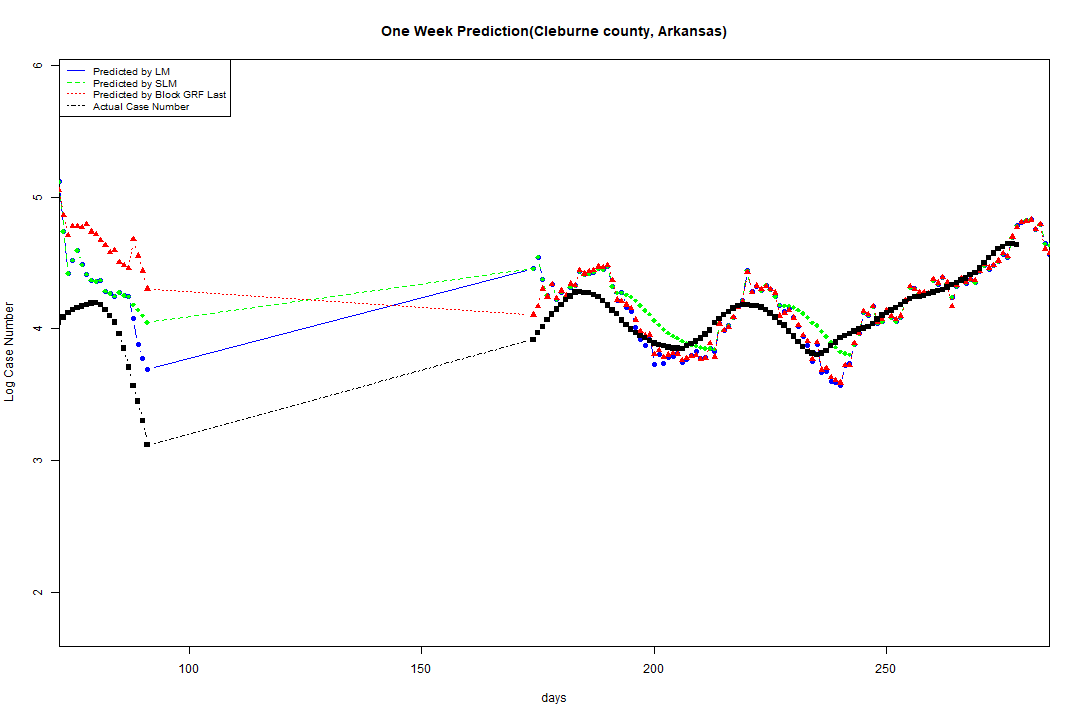 One Week Prediction(Cleburne county, Arkansas)
Predicted by LM
Predicted by SLM
Predicted by Block GRF Last
Actual Case Number
6
5
4
3
2
Log Case Number
100 150 200 250
days